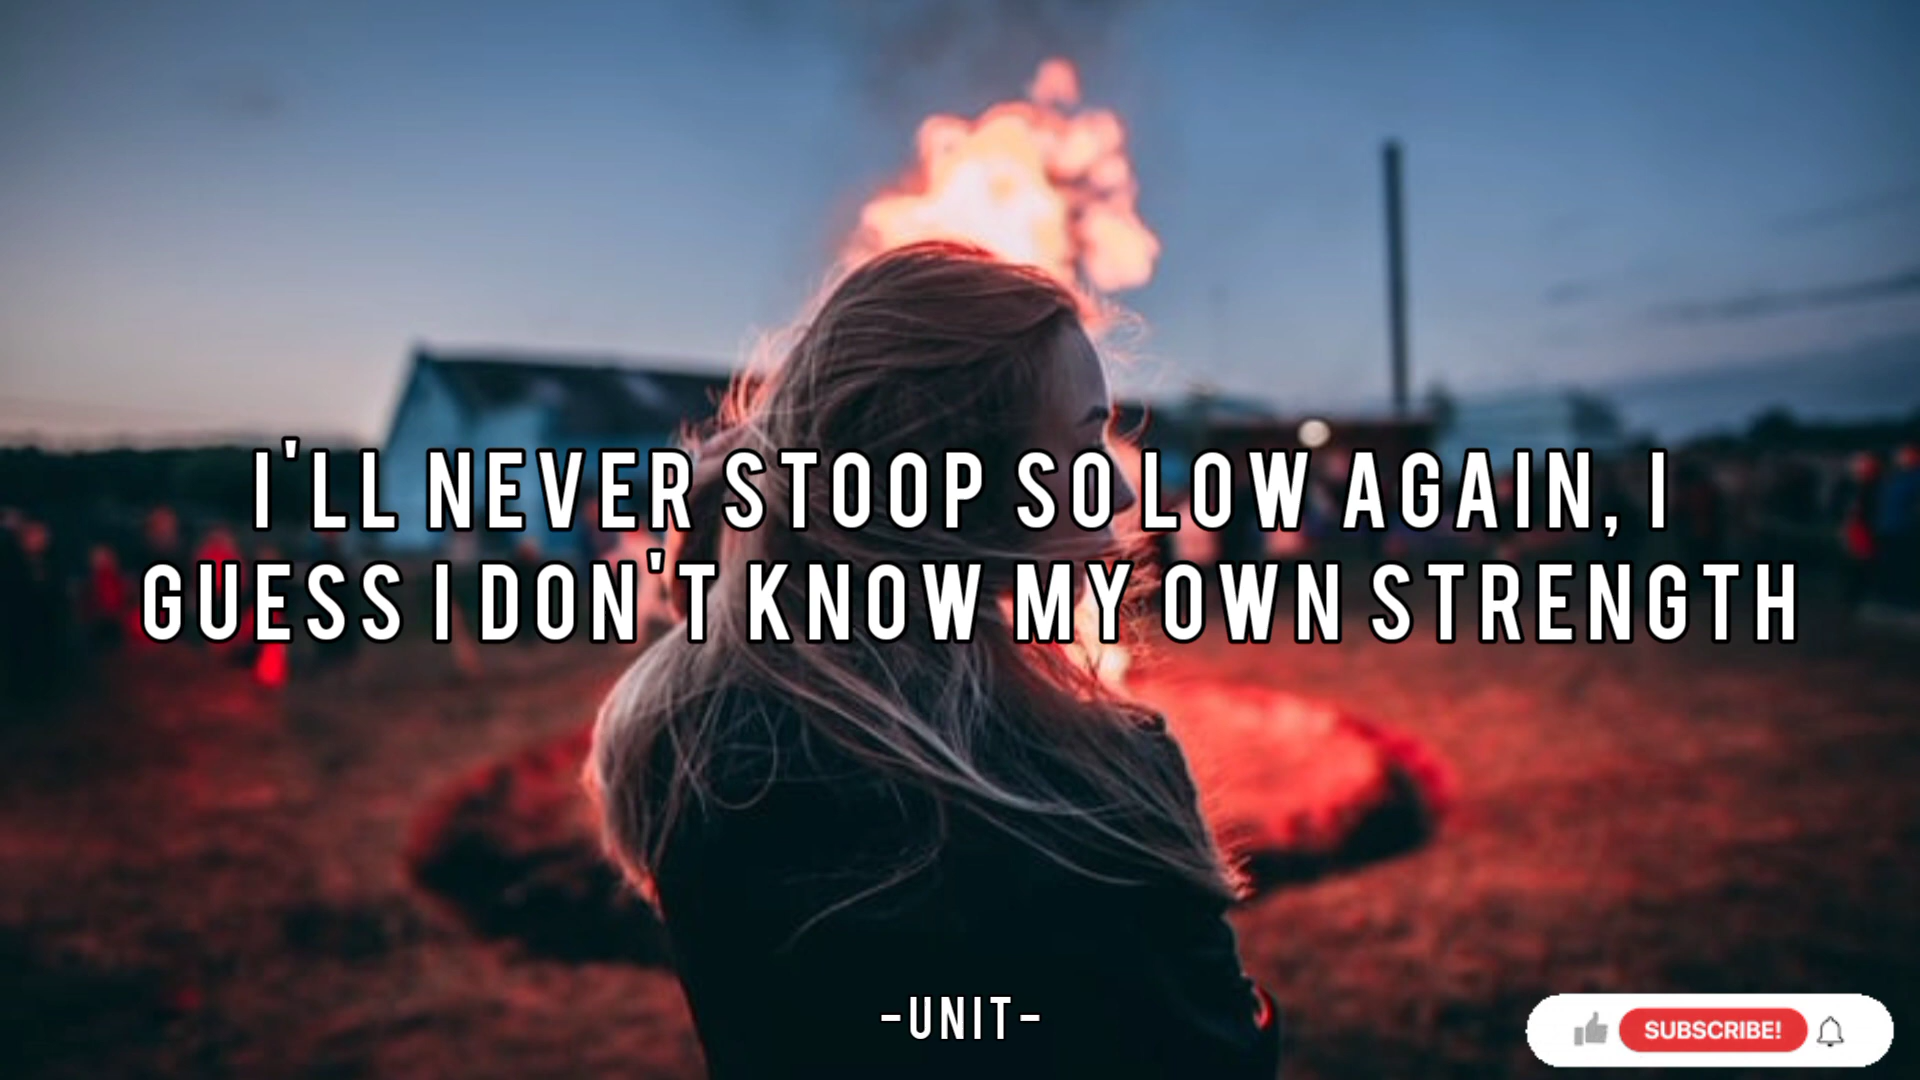 I'LL NEVER STOOP SO LOW AGAIN, I
GUESS I DON'T KNOW MY OWN STRENGTH
-UNIT-
SUBSCRIBE!